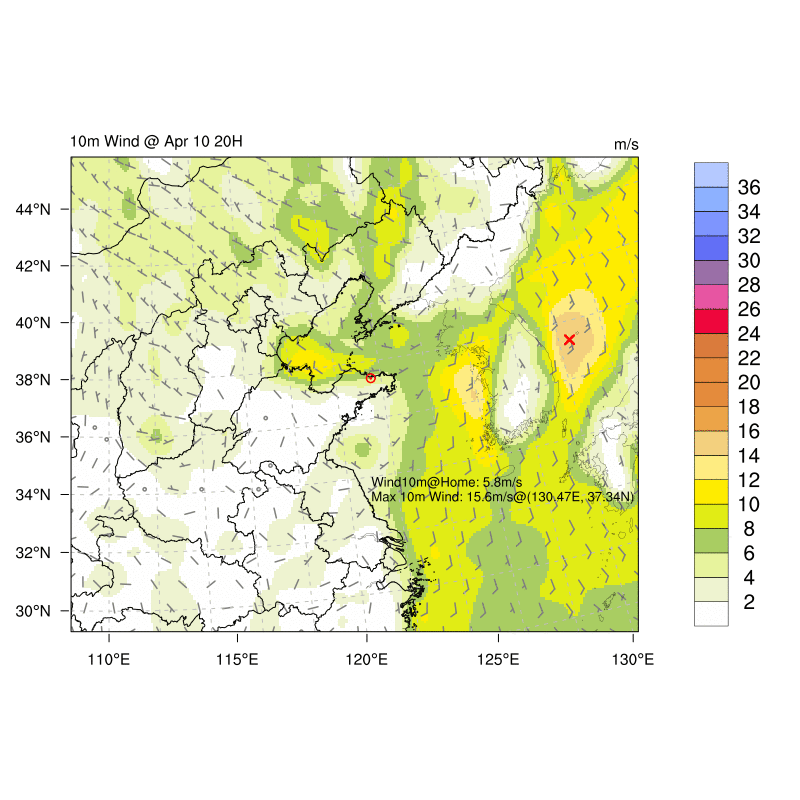 10m Wind @ Apr 10 20H
m/s
44°N
42°N
40°N
38°N
36°N
34°N
32°N
30°N
110°E
115°E
120°E
125°E
130°E
Wind10m@Home: 5.8m/s
Max 10m Wind: 15.6m/s@(130.47E, 37.34N)
36
34
32
30
28
26
24
22
20
18
16
14
12
10
8
6
4
2